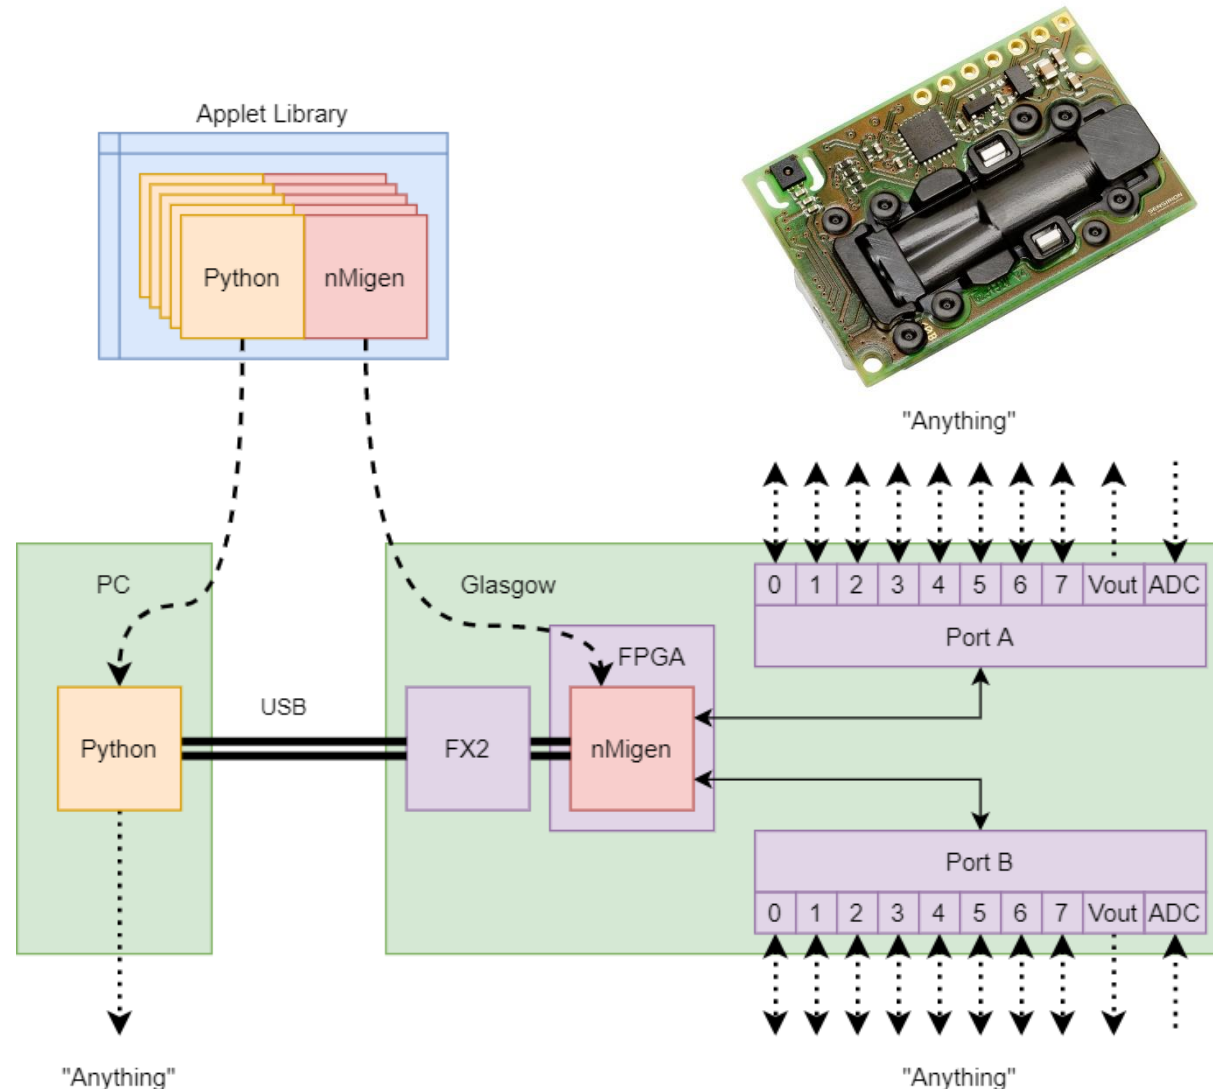 Applet Library
Python nMigen
SENSIRION
"Anything"
PC
Glasgow
0 1 2 3 4 5 6 7 Vout ADC
Port A
FPGA
USB
Python
FX2
nMigen
Port B
0 1 2 3 4 5 6 7 Vout ADC
"Anything"
"Anything"